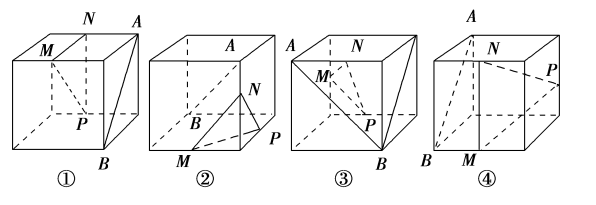 N A A A
M A N N
M N P
P B P
B P B M
B M B B M
① ② ③ ④